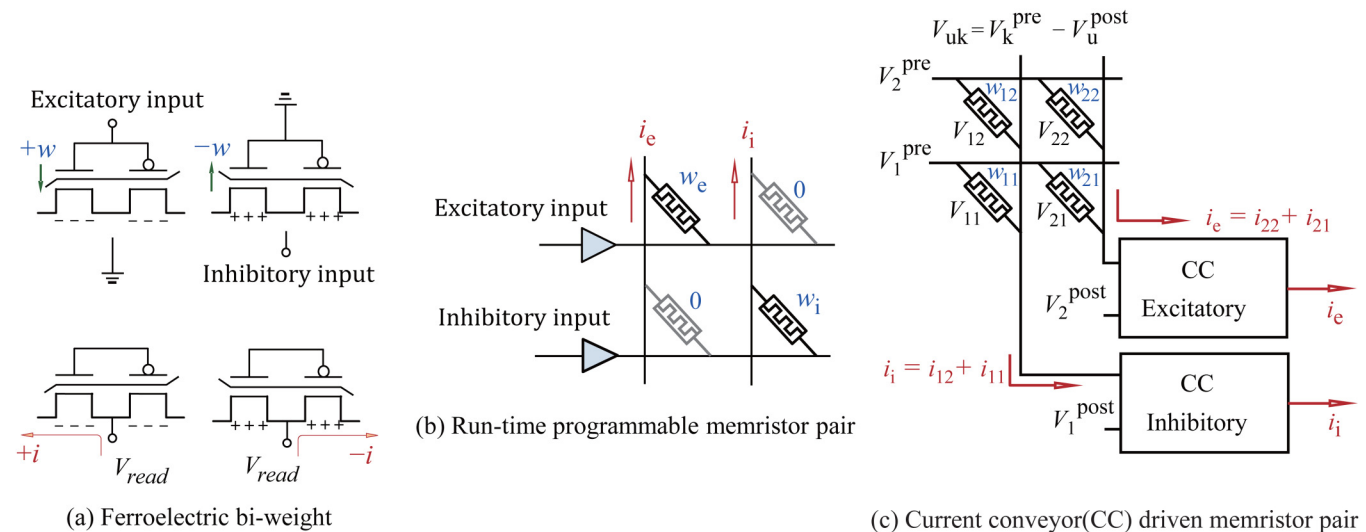 Excitatory input
+w
−w
− − − −
+++ +++
Inhibitory input
− − − −
+++ +++
+i
V_read
V_read
−i
(a) Ferroelectric bi-weight
i_e
i_i
w_e
0
Excitatory input
0
w_i
Inhibitory input
(b) Run-time programmable memristor pair
V_uk = V_k^pre − V_u^post
V_2^pre
w_12
w_22
V_12
V_22
V_1^pre
w_11
w_21
V_11
V_21
i_e = i_22 + i_21
CC
Excitatory
V_2^post
i_e
i_i = i_12 + i_11
CC
Inhibitory
V_1^post
i_i
(c) Current conveyor(CC) driven memristor pair